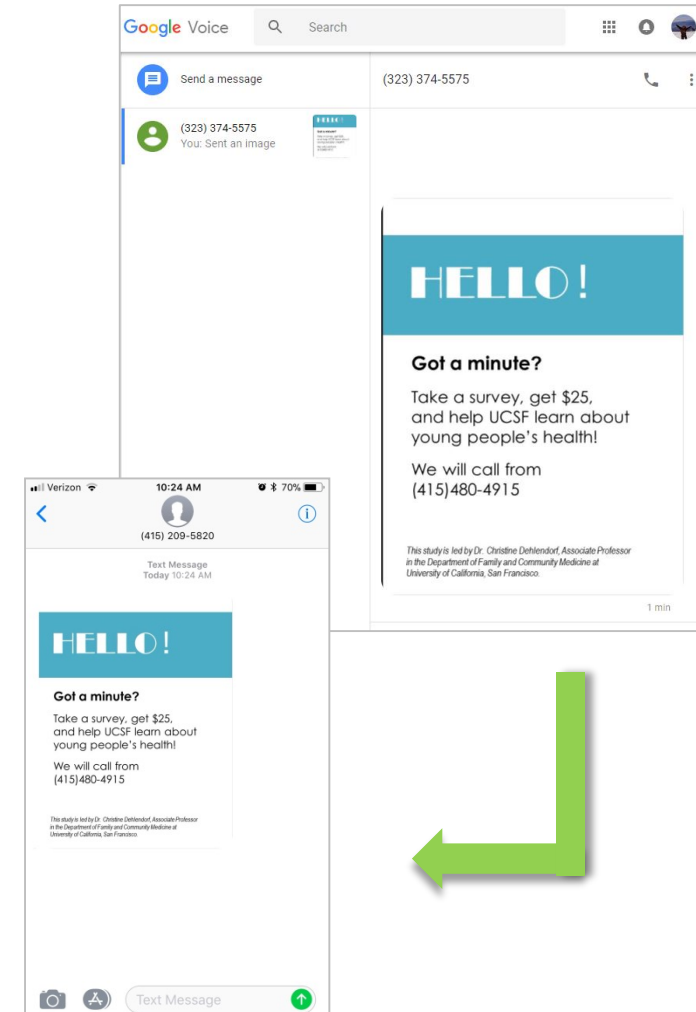 Google Voice
Search
Send a message
(323) 374-5575
(323) 374-5575
You: Sent an image
HELLO!
Got a minute?
Take a survey, get $25,
and help UCSF learn about
young people's health!
We will call from
(415)480-4915
This study is led by Dr. Christine Dehlendorf, Associate Professor
in the Department of Family and Community Medicine at
University of California, San Francisco.
1 min
Verizon
10:24 AM
70%
(415) 209-5820
Text Message
Today 10:24 AM
HELLO!
Got a minute?
Take a survey, get $25,
and help UCSF learn about
young people's health!
We will call from
(415)480-4915
This study is led by Dr. Christine Dehlendorf, Associate Professor
in the Department of Family and Community Medicine at
University of California, San Francisco.
Text Message